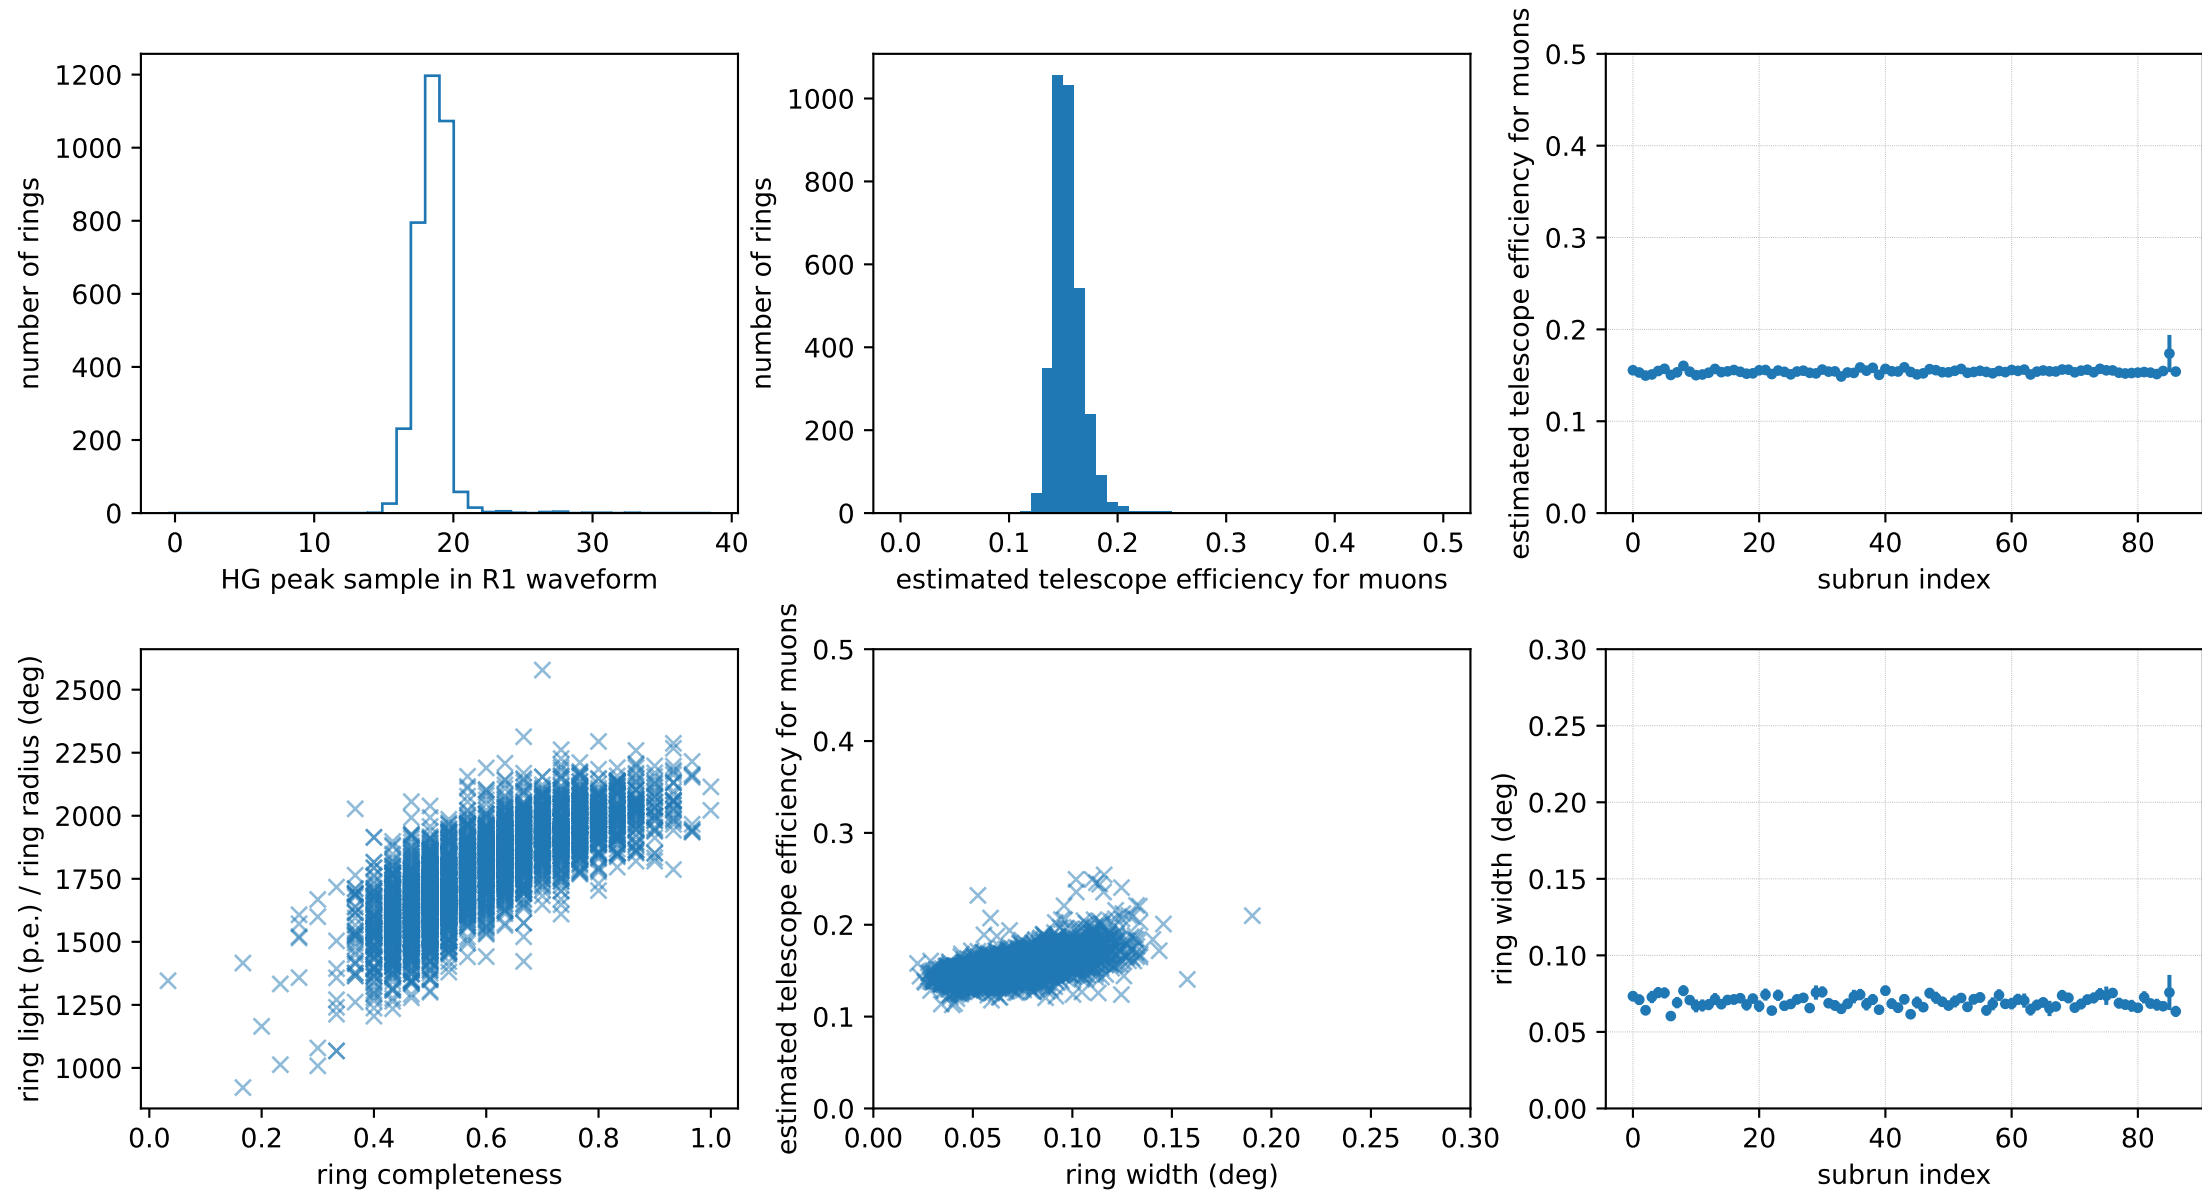 number of rings
1200
1000
800
600
400
200
0
0 10 20 30 40
HG peak sample in R1 waveform
number of rings
1000
800
600
400
200
0
0.0 0.1 0.2 0.3 0.4 0.5
estimated telescope efficiency for muons
estimated telescope efficiency for muons
0.5
0.4
0.3
0.2
0.1
0.0
0 20 40 60 80
subrun index
ring light (p.e.) / ring radius (deg)
2500
2250
2000
1750
1500
1250
1000
0.0 0.2 0.4 0.6 0.8 1.0
ring completeness
estimated telescope efficiency for muons
0.5
0.4
0.3
0.2
0.1
0.0
0.00 0.05 0.10 0.15 0.20 0.25 0.30
ring width (deg)
ring width (deg)
0.30
0.25
0.20
0.15
0.10
0.05
0.00
0 20 40 60 80
subrun index